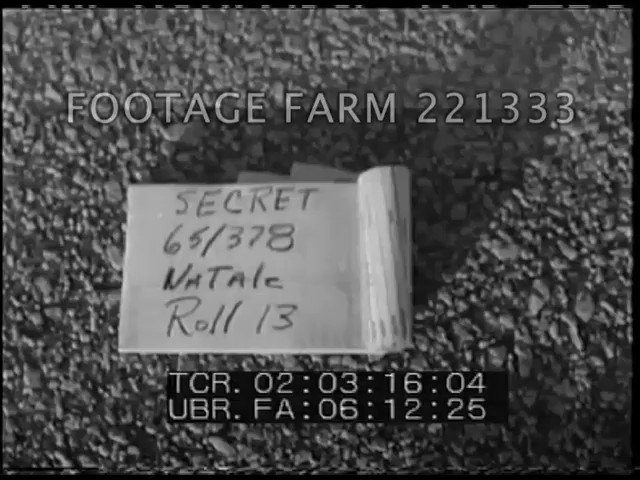 FOOTAGE FARM 221333
SECRET
65/378
NATALE
Roll 13
TCR. 02:03:16:04
UBR. FA:06:12:25